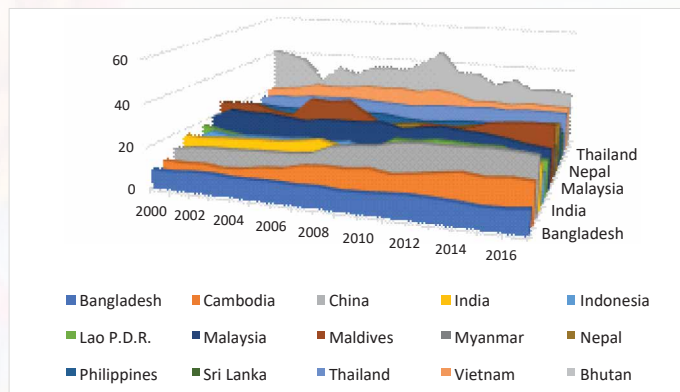 60
40
20
0
2000 2002 2004 2006 2008 2010 2012 2014 2016
Thailand
Nepal
Malaysia
India
Bangladesh
Bangladesh Cambodia China India Indonesia
Lao P.D.R. Malaysia Maldives Myanmar Nepal
Philippines Sri Lanka Thailand Vietnam Bhutan